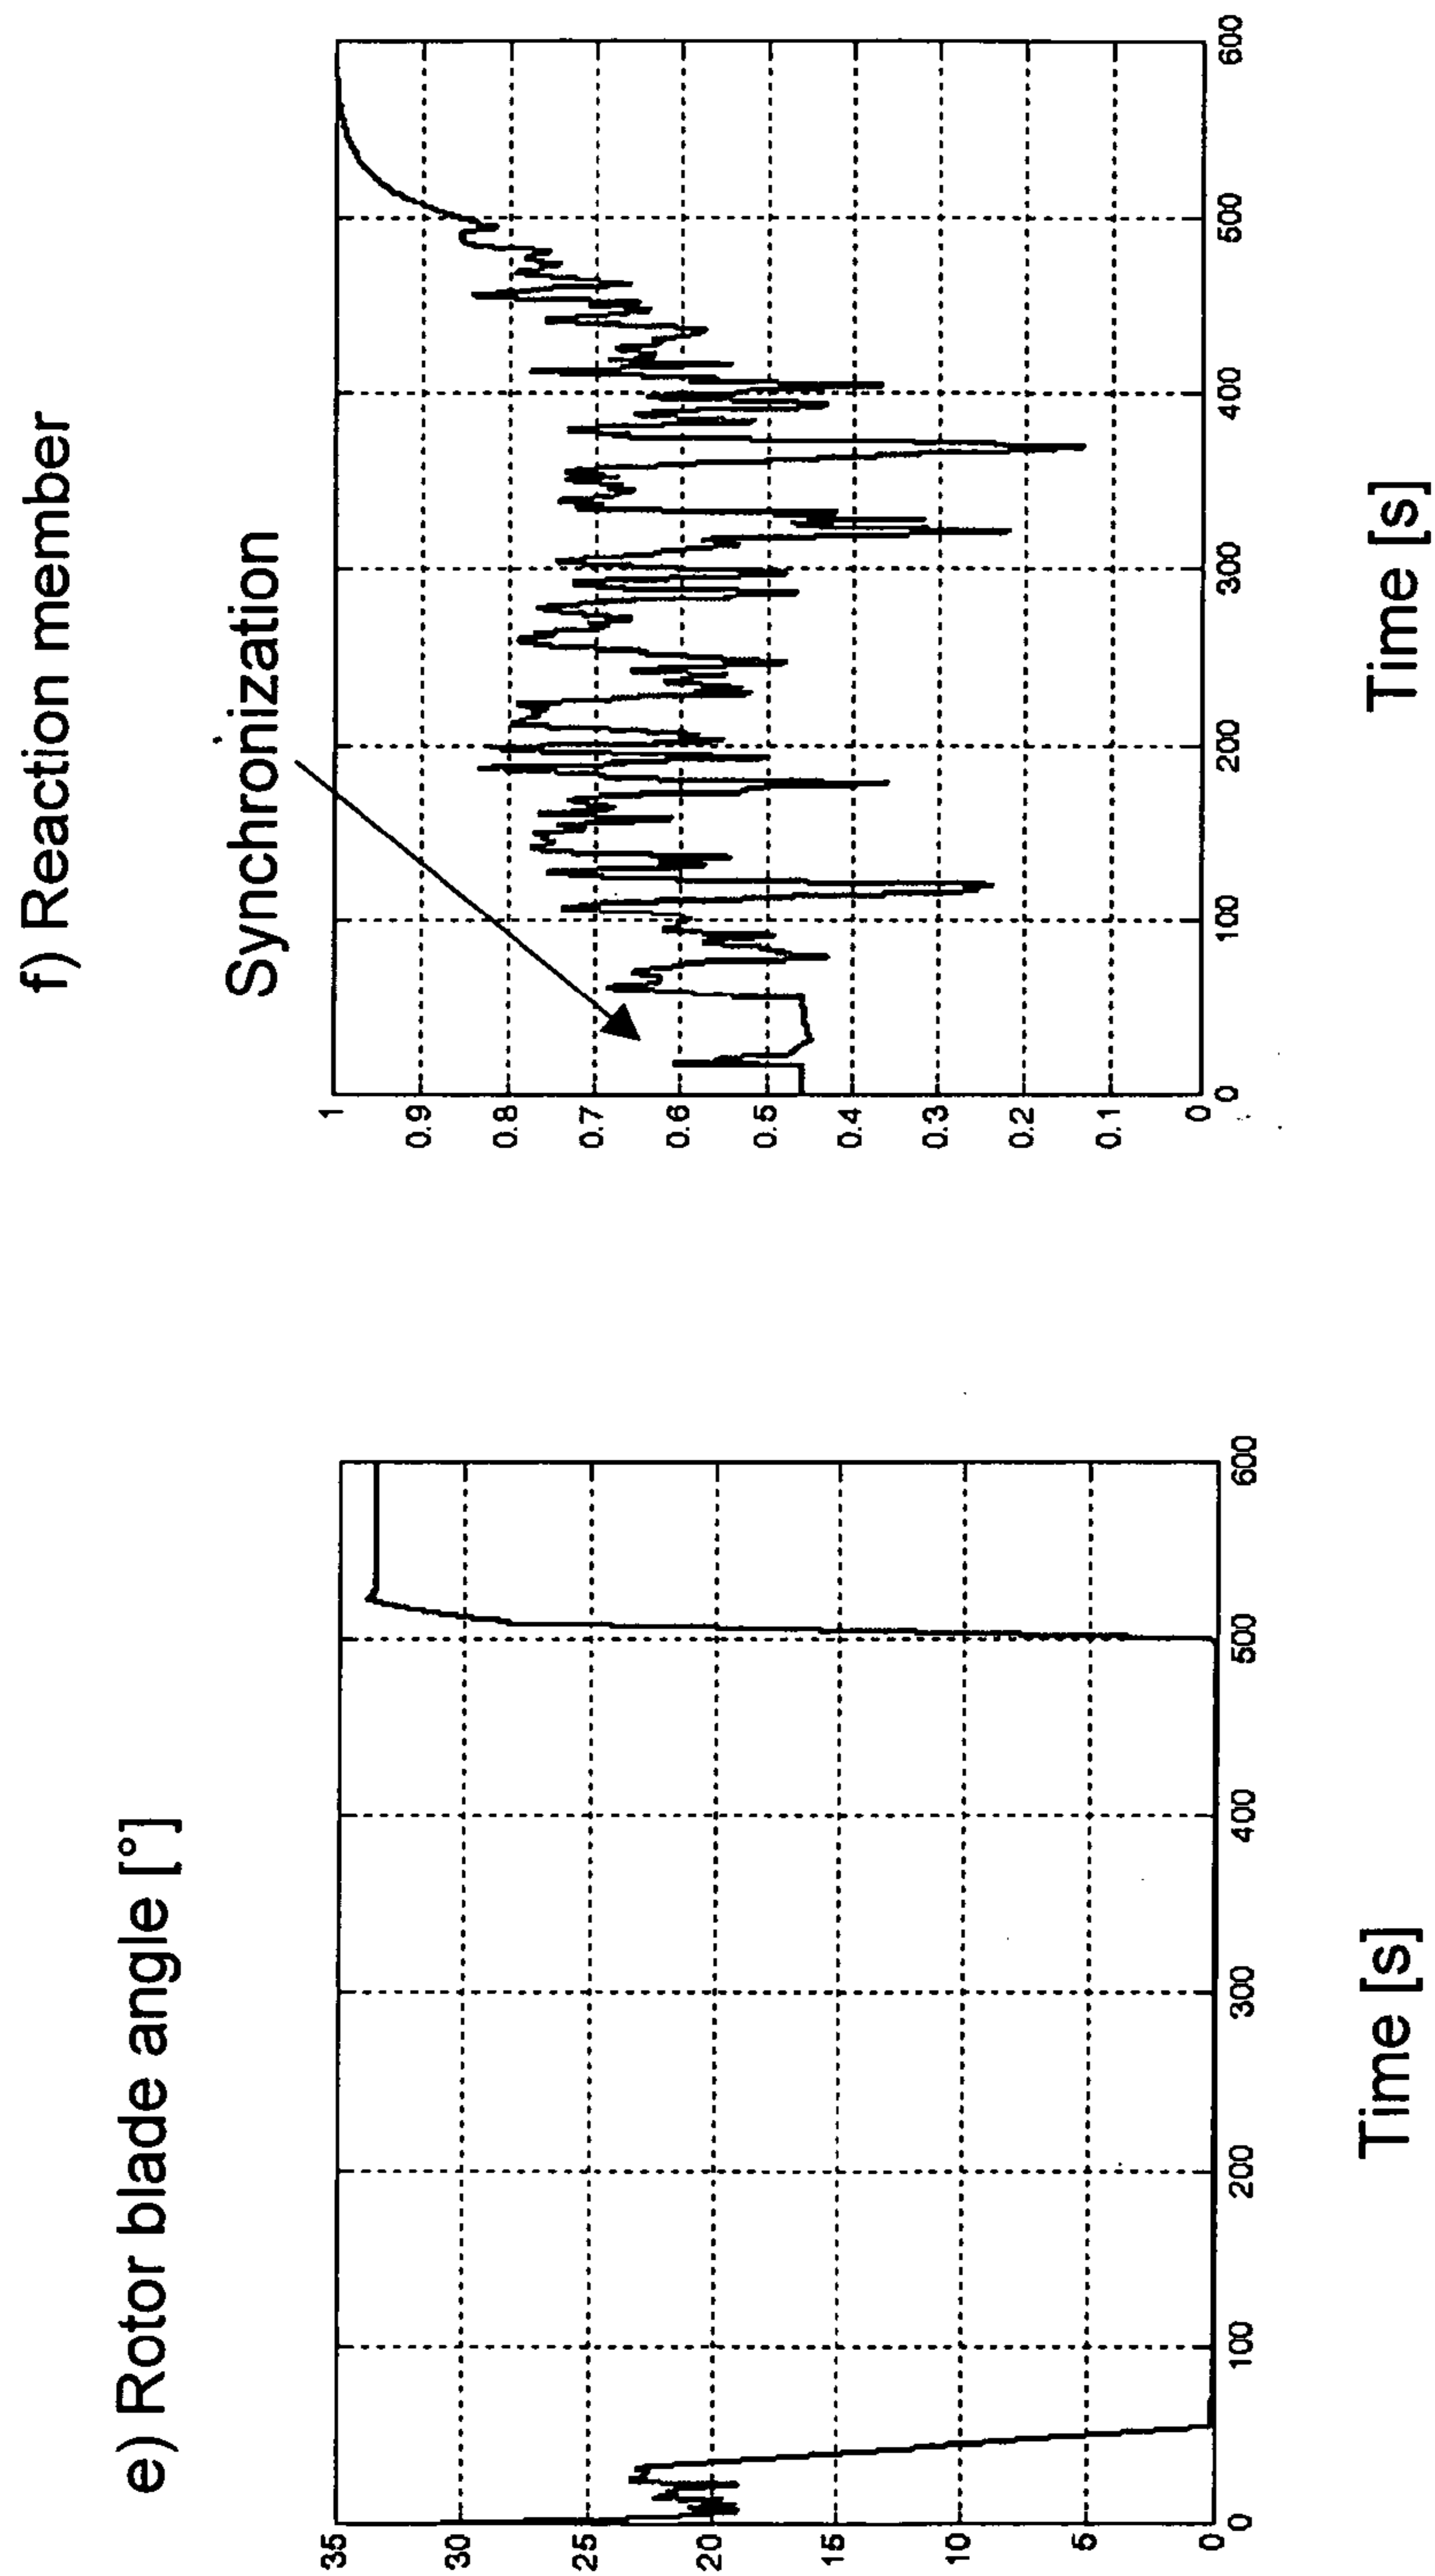 e) Rotor blade angle [°]
35
30
25
20
15
10
5
0
0 100 200 300 400 500 600
Time [s]
f) Reaction member
Synchronization
1
0.9
0.8
0.7
0.6
0.5
0.4
0.3
0.2
0.1
0
0 100 200 300 400 500 600
Time [s]